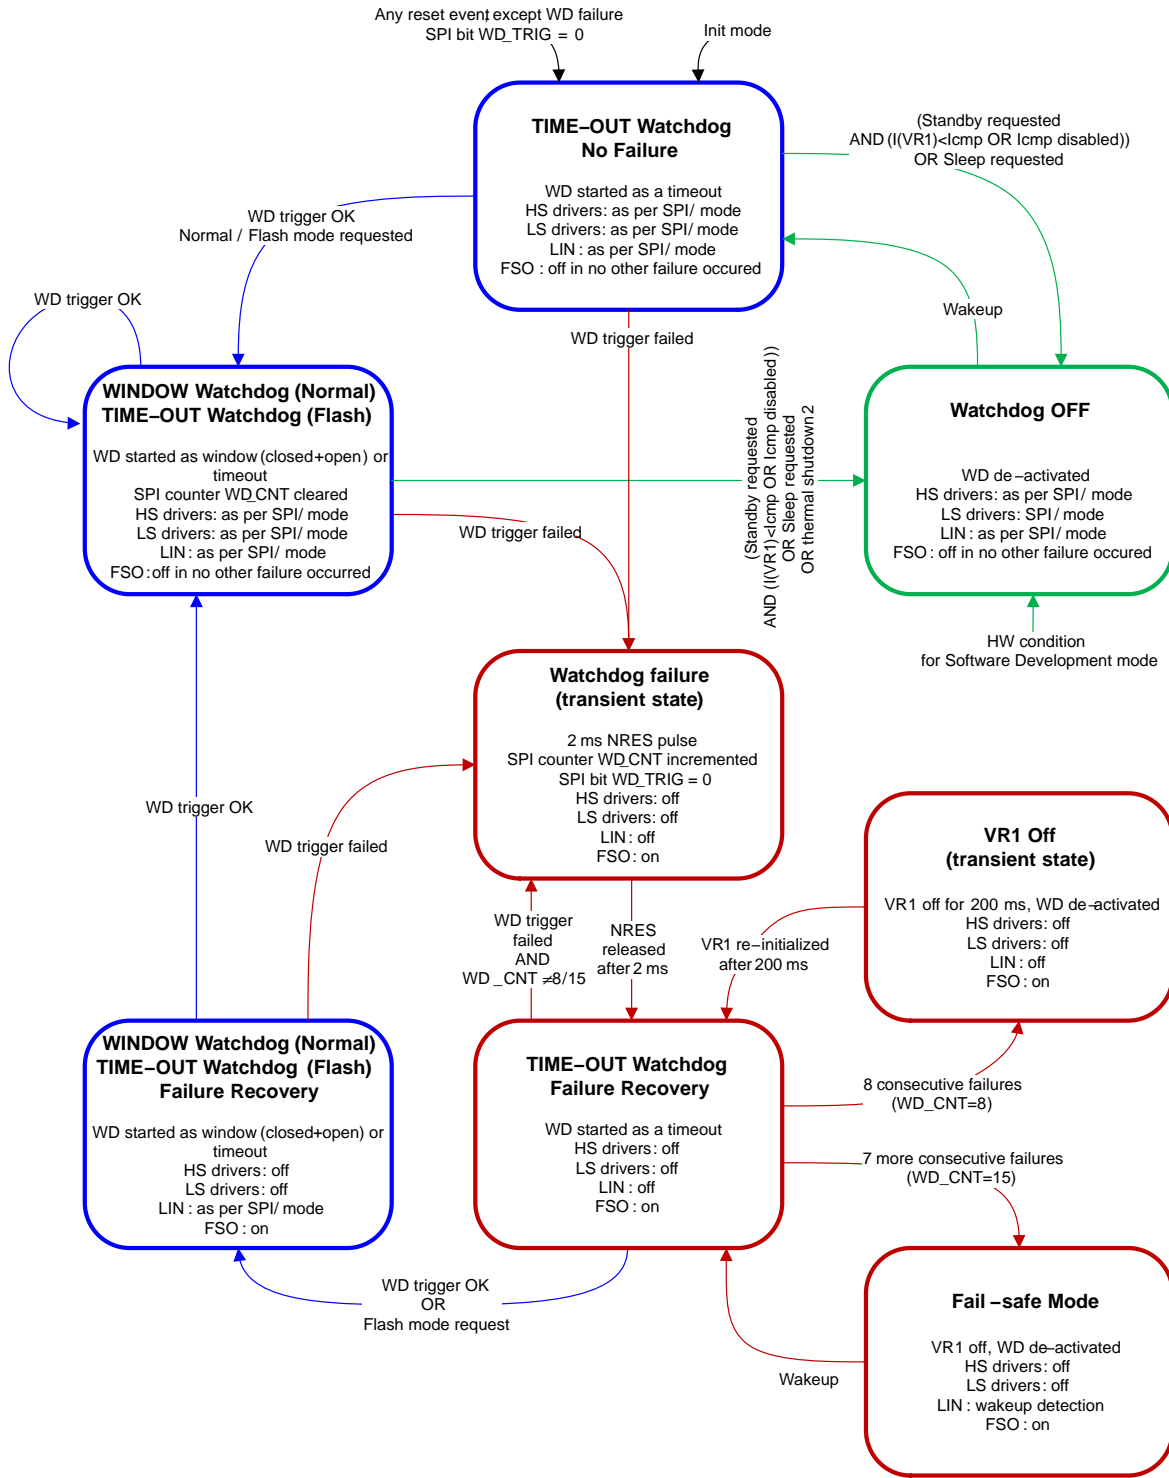 Any reset event, except WD failure
SPI bit WD_TRIG = 0
Init mode
TIME–OUT Watchdog
No Failure
WD started as a timeout
HS drivers: as per SPI/ mode
LS drivers: as per SPI/ mode
LIN : as per SPI/ mode
FSO : off in no other failure occured
(Standby requested
AND (I(VR1)<Icmp OR Icmp disabled))
OR Sleep requested
WD trigger OK
Normal / Flash mode requested
WD trigger OK
WD trigger failed
Wakeup
WINDOW Watchdog (Normal)
TIME–OUT Watchdog (Flash)
WD started as window (closed+open) or
timeout
SPI counter WD_CNT cleared
HS drivers: as per SPI/ mode
LS drivers: as per SPI/ mode
LIN : as per SPI/ mode
FSO : off in no other failure occurred
(Standby requested
AND (I(VR1)<Icmp OR Icmp disabled))
OR Sleep requested
OR thermal shutdown 2
Watchdog OFF
WD de–activated
HS drivers: as per SPI/ mode
LS drivers: SPI/ mode
LIN : as per SPI/ mode
FSO : off in no other failure occured
WD trigger failed
HW condition
for Software Development mode
Watchdog failure
(transient state)
2 ms NRES pulse
SPI counter WD_CNT incremented
SPI bit WD_TRIG = 0
HS drivers: off
LS drivers: off
LIN : off
FSO : on
WD trigger OK
WD trigger failed
VR1 Off
(transient state)
VR1 off for 200 ms, WD de–activated
HS drivers: off
LS drivers: off
LIN : off
FSO : on
WD trigger
failed
AND
WD _CNT ≠8/15
NRES
released
after 2 ms
VR1 re–initialized
after 200 ms
WINDOW Watchdog (Normal)
TIME–OUT Watchdog (Flash)
Failure Recovery
WD started as window (closed+open) or
timeout
HS drivers: off
LS drivers: off
LIN : as per SPI/ mode
FSO : on
TIME–OUT Watchdog
Failure Recovery
WD started as a timeout
HS drivers: off
LS drivers: off
LIN : off
FSO : on
8 consecutive failures
(WD_CNT=8)
7 more consecutive failures
(WD_CNT=15)
WD trigger OK
OR
Flash mode request
Wakeup
Fail –safe Mode
VR1 off, WD de–activated
HS drivers: off
LS drivers: off
LIN : wakeup detection
FSO : on